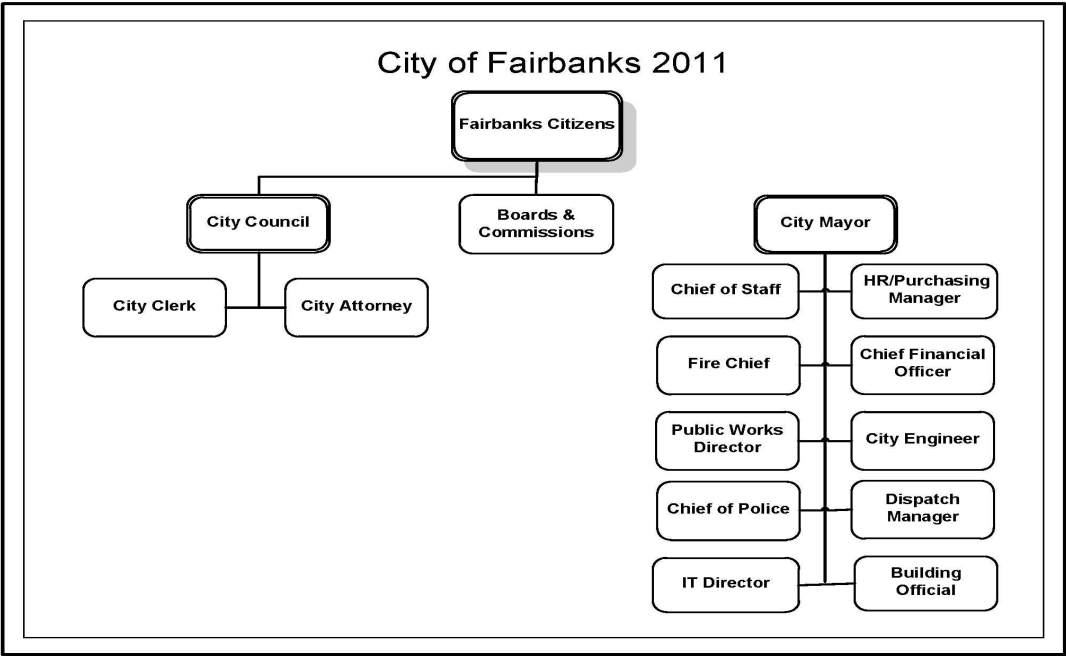 City of Fairbanks 2011
Fairbanks Citizens
City Council
Boards &
Commissions
City Mayor
City Clerk
City Attorney
Chief of Staff
HR/Purchasing
Manager
Fire Chief
Chief Financial
Officer
Public Works
Director
City Engineer
Chief of Police
Dispatch
Manager
IT Director
Building
Official